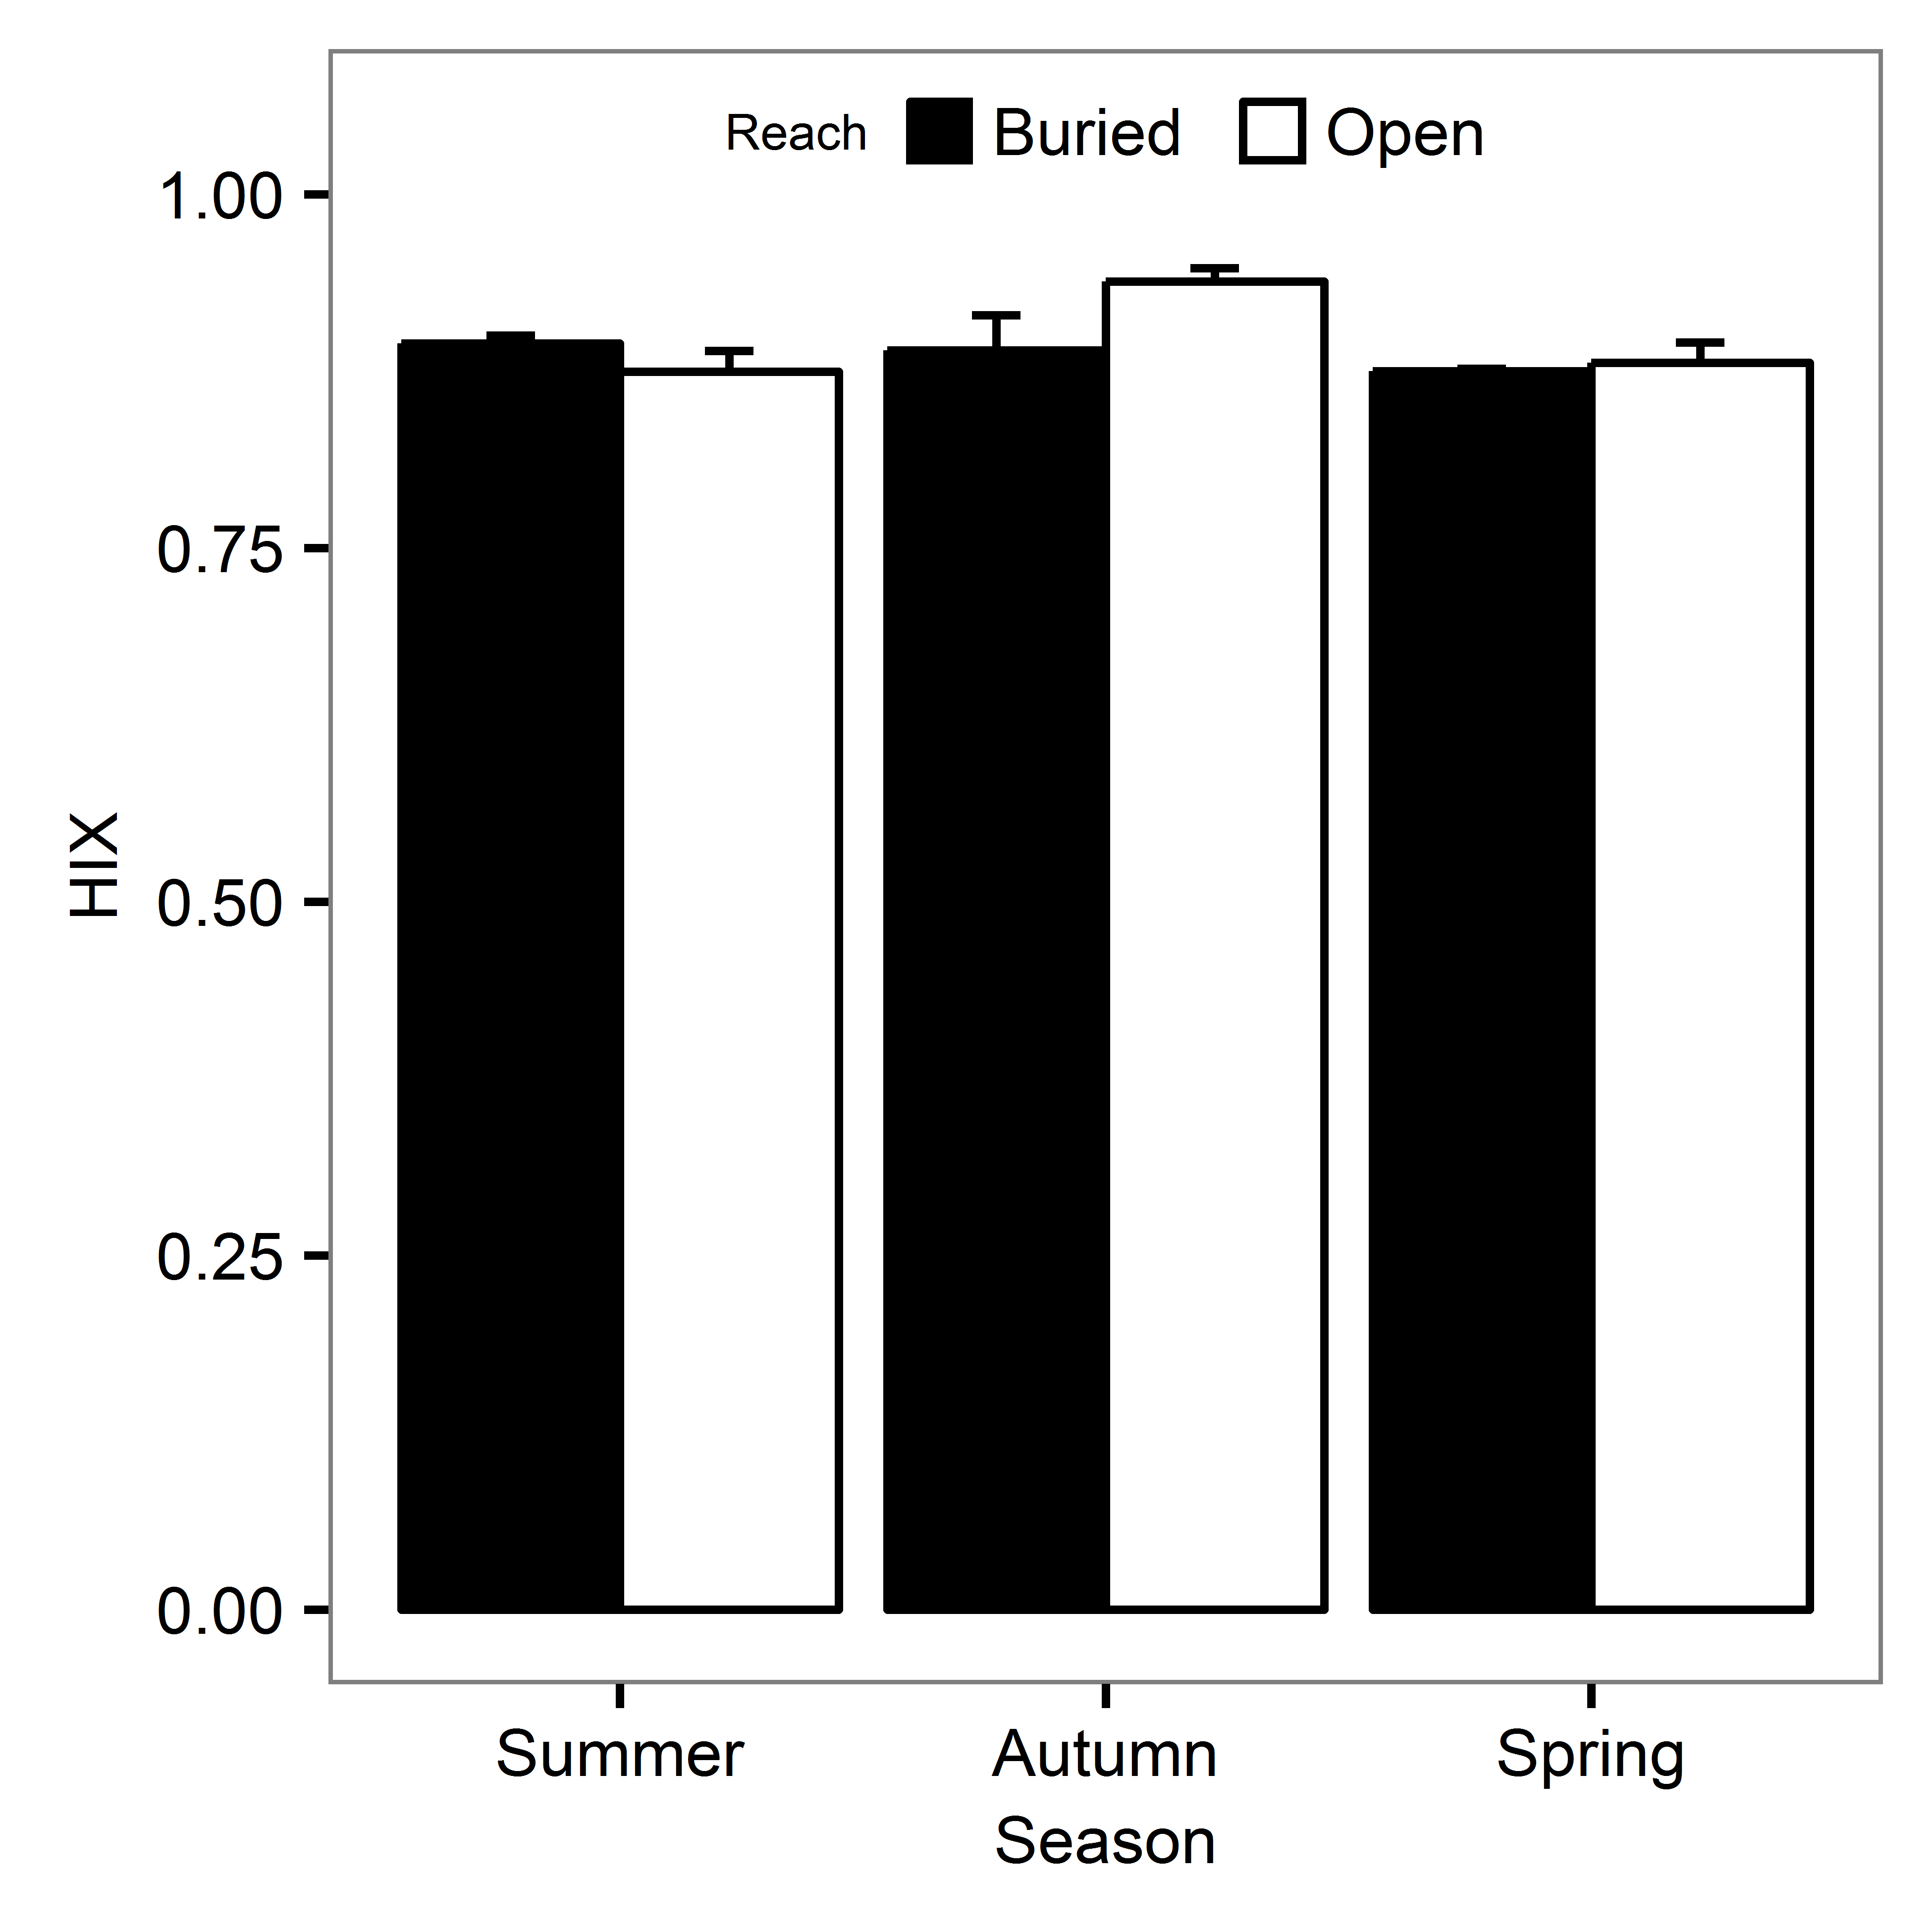 Reach Buried Open
1.00
0.75
0.50
0.25
0.00
HIX
Summer Autumn Spring
Season